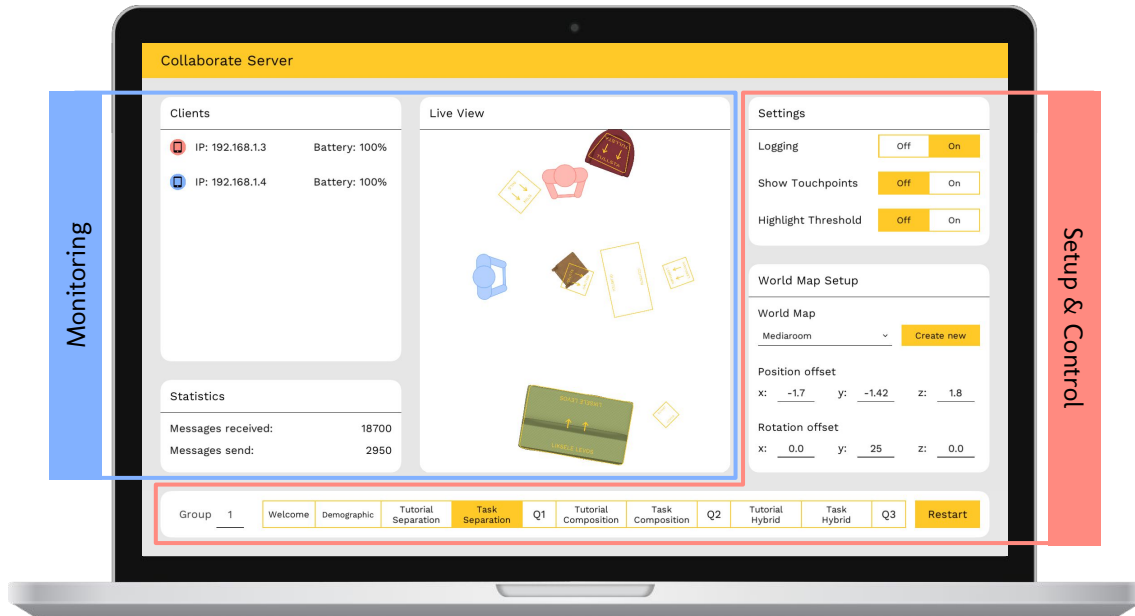 Collaborate Server
Monitoring
Clients
IP: 192.168.1.3 Battery: 100%
IP: 192.168.1.4 Battery: 100%
Statistics
Messages received: 18700
Messages send: 2950
Live View
Settings
Logging Off On
Show Touchpoints Off On
Highlight Threshold Off On
World Map Setup
World Map
Mediaroom Create new
Position offset
x: -1.7 y: -1.42 z: 1.8
Rotation offset
x: 0.0 y: 25 z: 0.0
Setup & Control
Group 1
Welcome
Demographic
Tutorial
Separation
Task
Separation
Q1
Tutorial
Composition
Task
Composition
Q2
Tutorial
Hybrid
Task
Hybrid
Q3
Restart